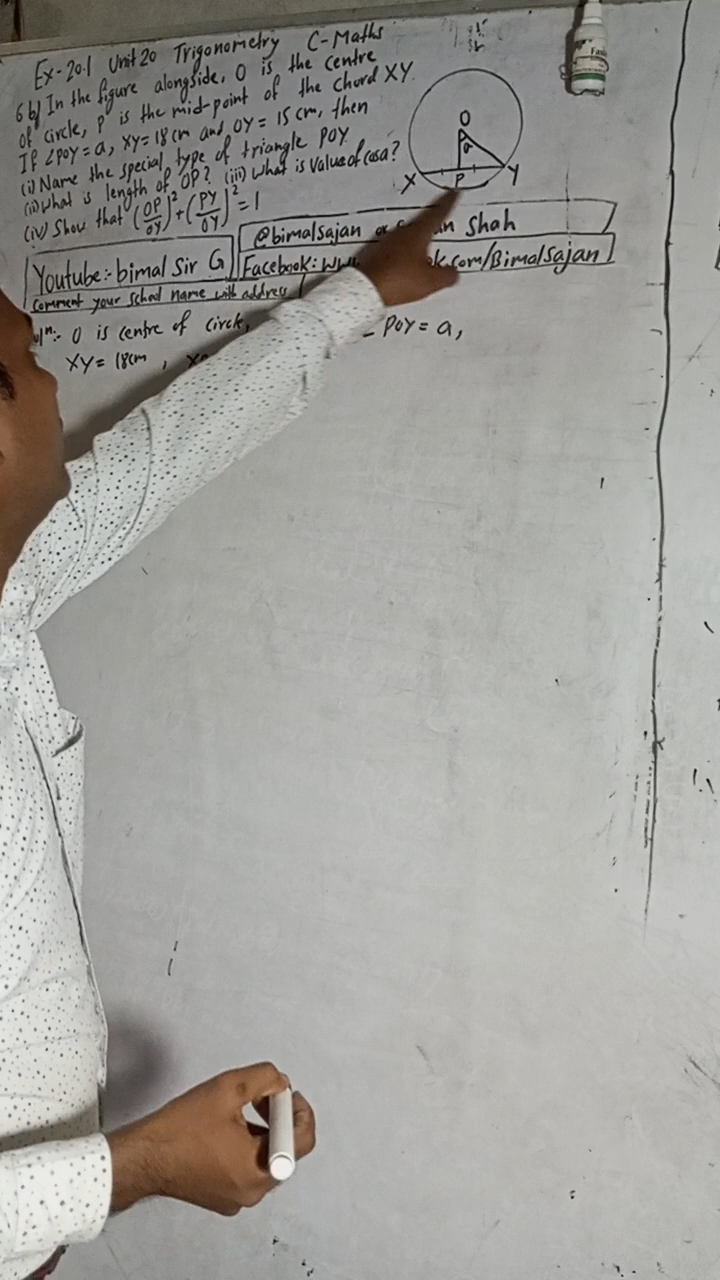 Ex-20.1 Unit 20 Trigonometry C-Maths
6 b) In the figure alongside, O is the centre
of circle, P is the mid-point of the chord XY.
If ∠POY = a, XY = 18 cm and OY = 15 cm, then
(i) Name the special type of triangle POY
(ii) What is length of OP? (iii) What is value of cosa?
(iv) Show that (OP/OY)² + (PY/OY)² = 1
O
a
X
P
Y
@bimalsajan Shah
Youtube:- bimal Sir G
Facebook: ww k.com/BimalSajan
Comment your school name with address
O is centre of circle, POY = a,
XY = 18cm ,